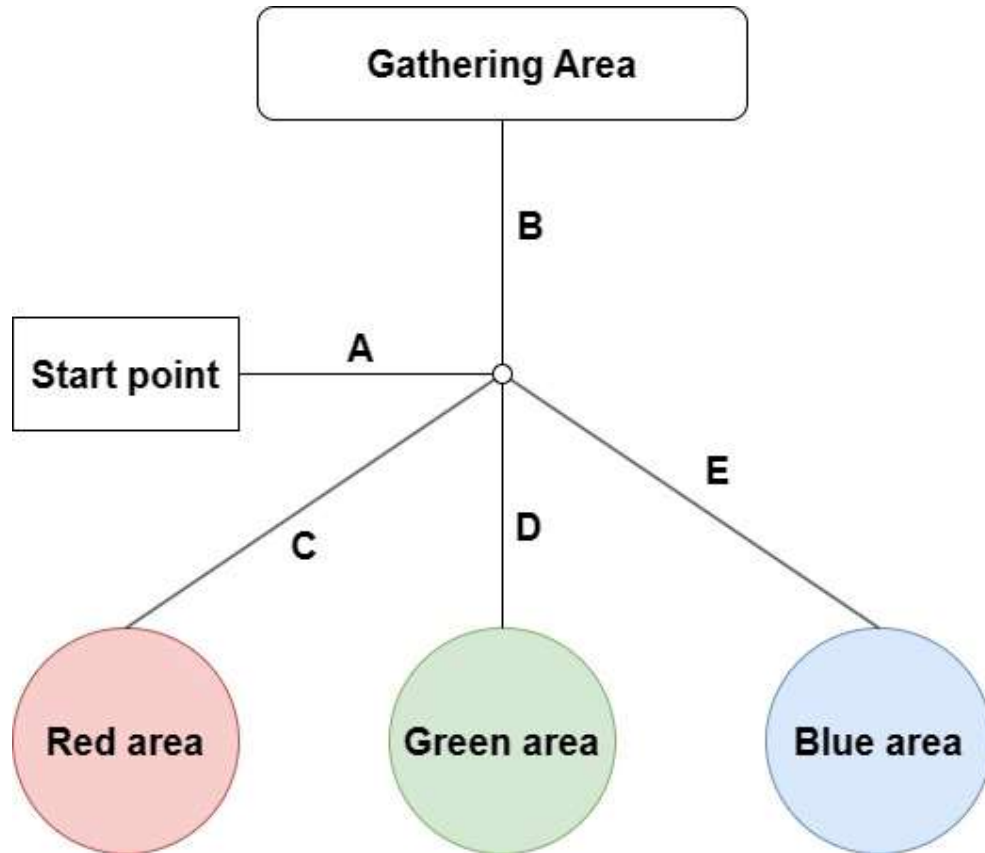 Gathering Area
B
A
Start point
E
D
C
Red area
Green area
Blue area